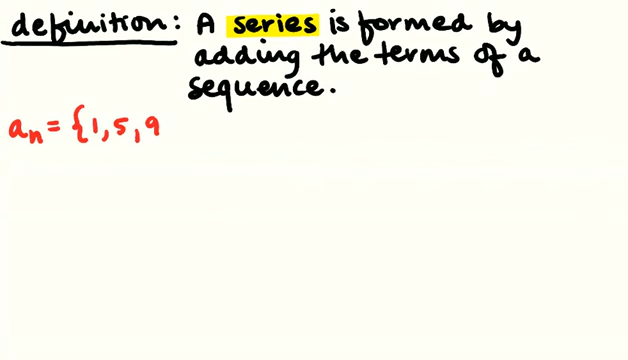 definition: A series is formed by
adding the terms of a
sequence.
aₙ = {1, 5, 9